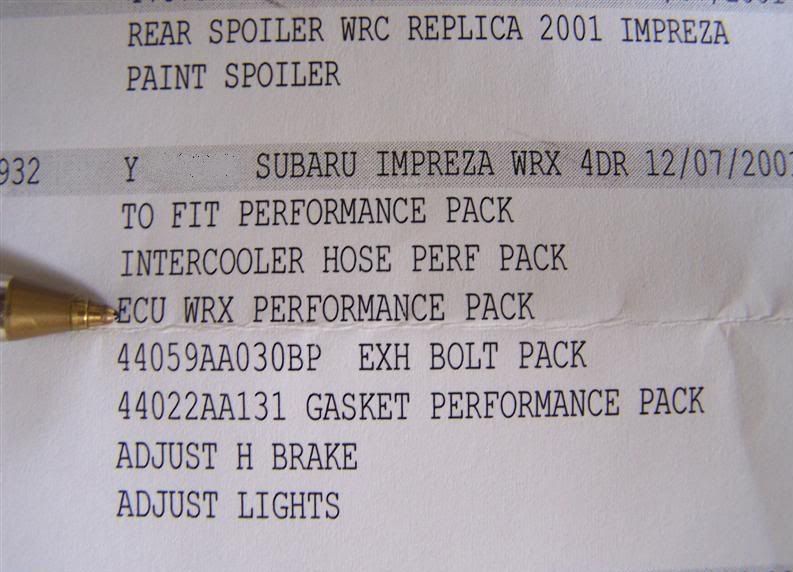 REAR SPOILER WRC REPLICA 2001 IMPREZA
PAINT SPOILER
932 Y SUBARU IMPREZA WRX 4DR 12/07/2001
TO FIT PERFORMANCE PACK
INTERCOOLER HOSE PERF PACK
ECU WRX PERFORMANCE PACK
44059AA030BP EXH BOLT PACK
44022AA131 GASKET PERFORMANCE PACK
ADJUST H BRAKE
ADJUST LIGHTS